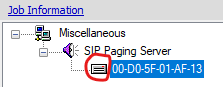 Job Information
Miscellaneous
SIP Paging Server
00-D0-5F-01-AF-13